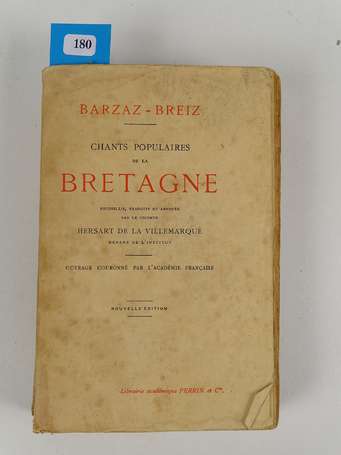 180
BARZAZ-BREIZ
CHANTS POPULAIRES
DE LA
BRETAGNE
RECUEILLIS, TRADUITS ET ANNOTÉS
PAR LE VICOMTE
HERSART DE LA VILLEMARQUÉ
MEMBRE DE L'INSTITUT
OUVRAGE COURONNÉ PAR L'ACADÉMIE FRANÇAISE
NOUVELLE ÉDITION
Librairie académique PERRIN et Cie.